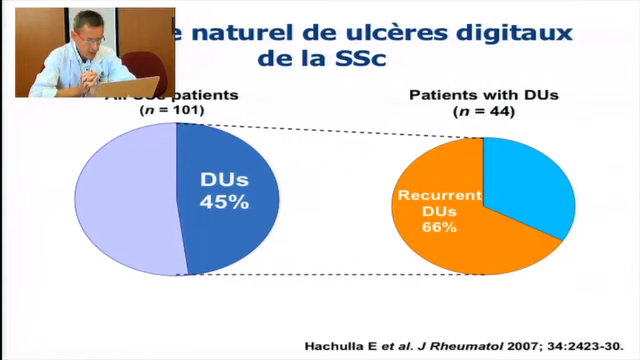 e naturel de ulcères digitaux
de la SSc
patients
(n = 101)
Patients with DUs
(n = 44)
DUs
45%
Recurrent
DUs
66%
Hachulla E et al. J Rheumatol 2007; 34:2423-30.